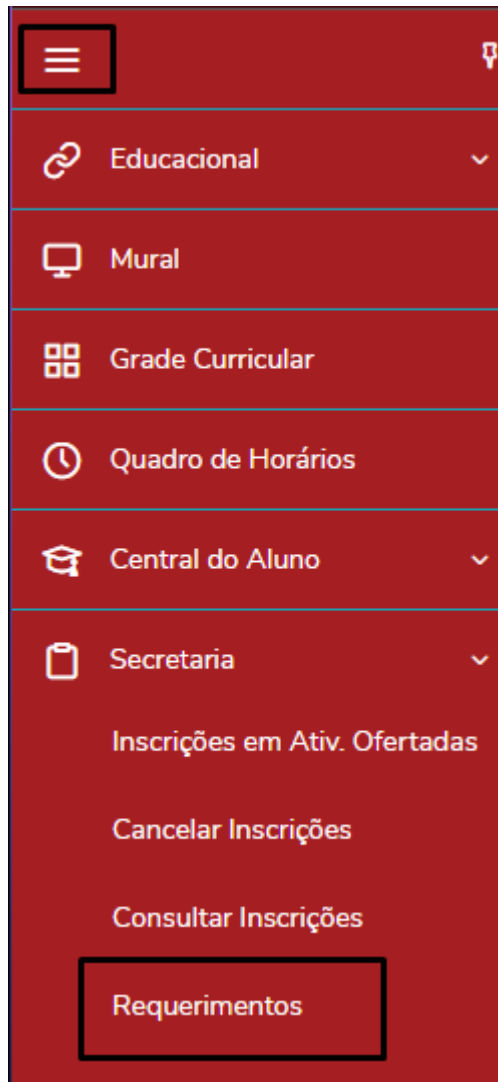 Educacional
Mural
Grade Curricular
Quadro de Horários
Central do Aluno
Secretaria
Inscrições em Ativ. Ofertadas
Cancelar Inscrições
Consultar Inscrições
Requerimentos